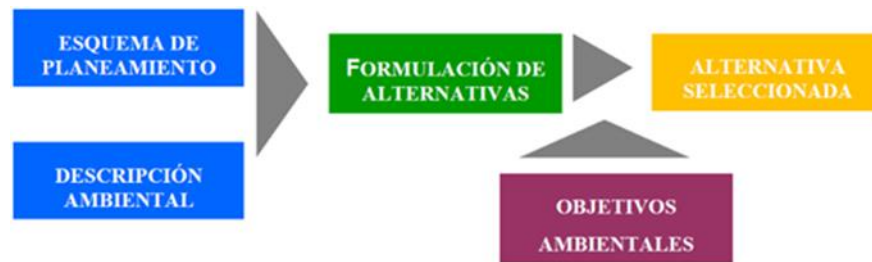 ESQUEMA DE
PLANEAMIENTO
FORMULACIÓN DE
ALTERNATIVAS
ALTERNATIVA
SELECCIONADA
DESCRIPCIÓN
AMBIENTAL
OBJETIVOS
AMBIENTALES